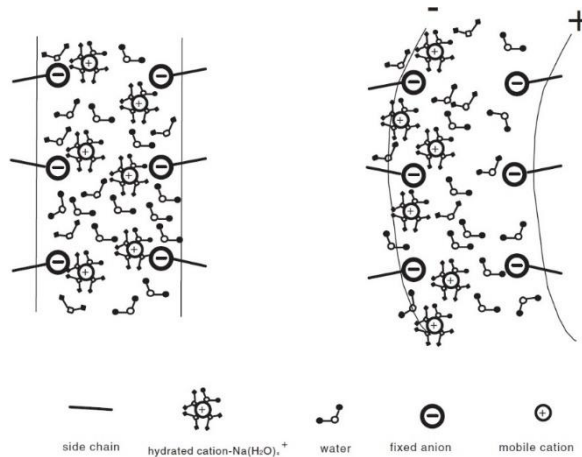 - +
side chain
hydrated cation-Na(H₂O)ₓ⁺
water
fixed anion
mobile cation